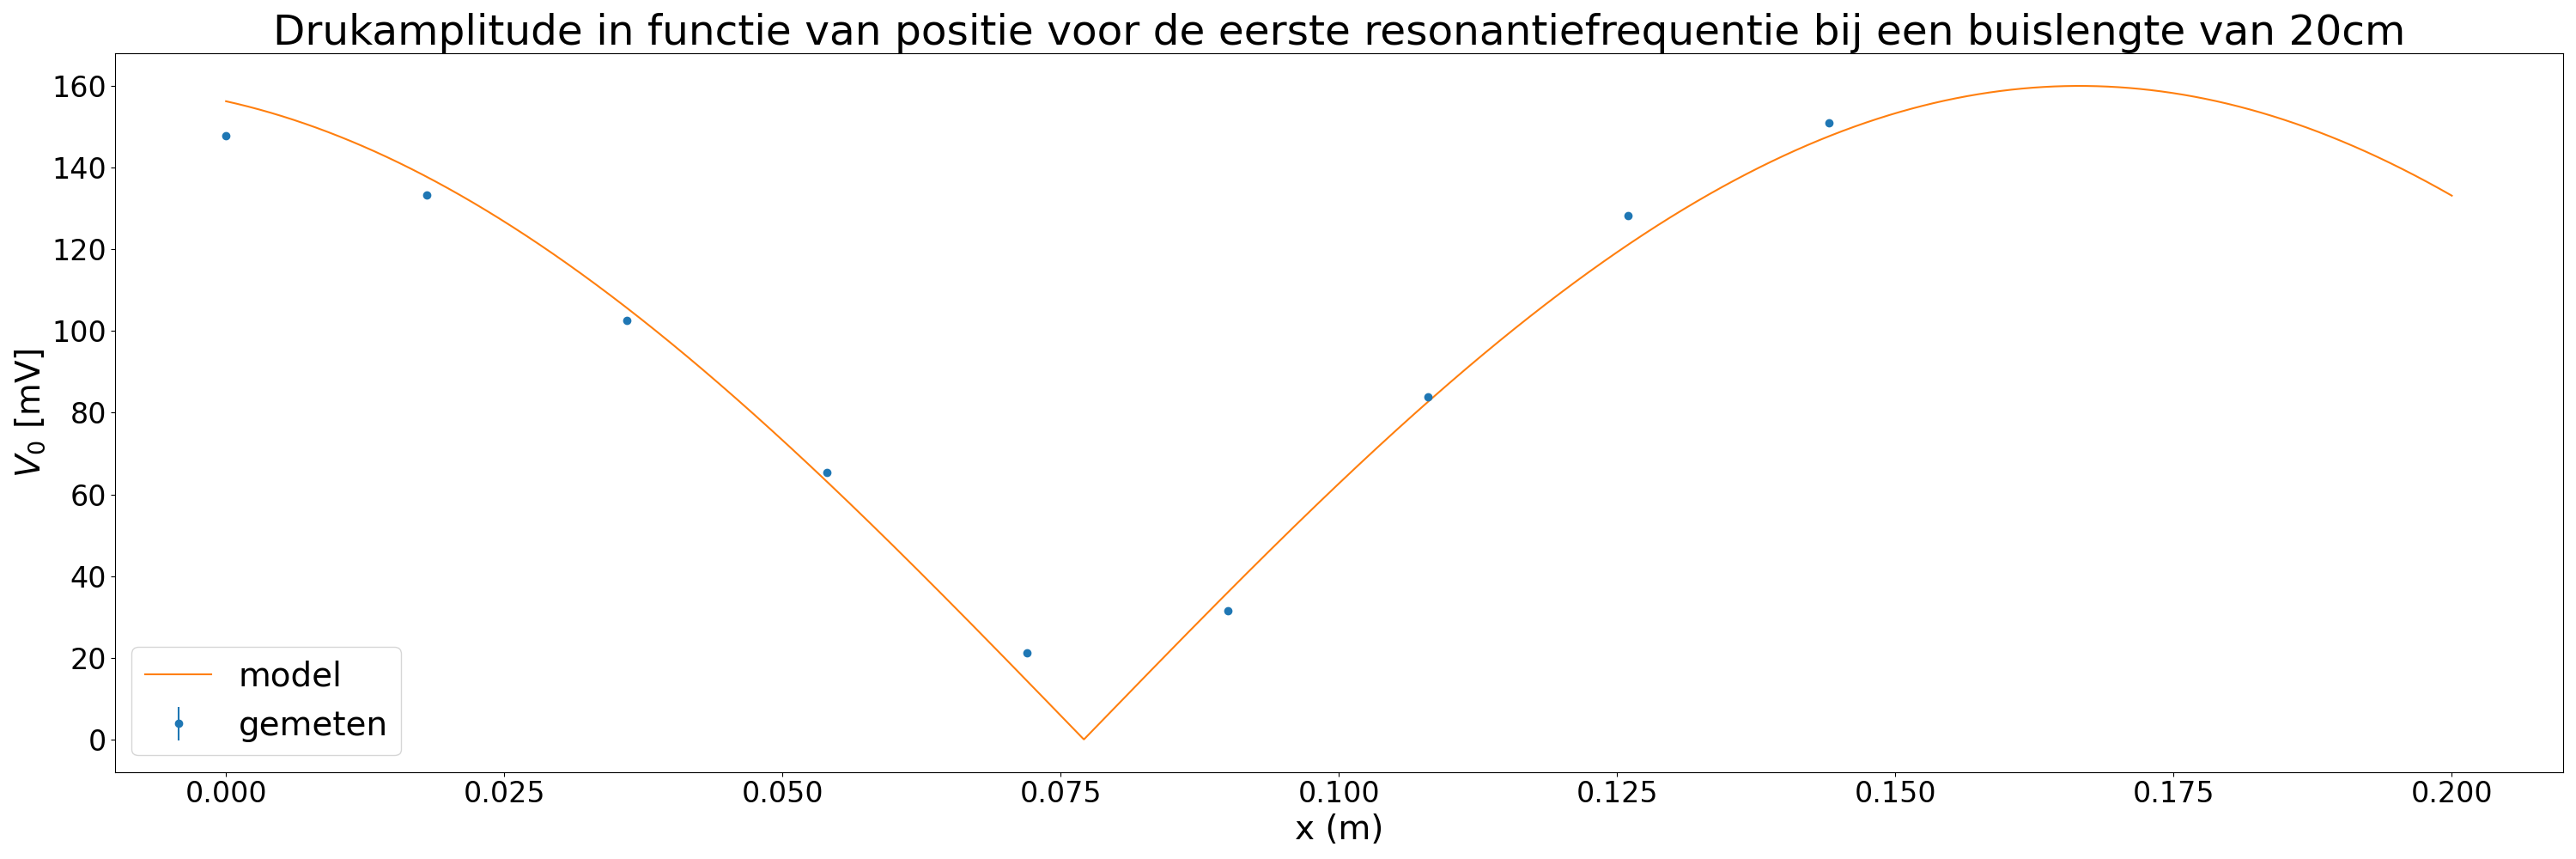 Drukamplitude in functie van positie voor de eerste resonantiefrequentie bij een buislengte van 20cm
160
140
120
100
80
60
40
20
0
V₀ [mV]
model
gemeten
0.000 0.025 0.050 0.075 0.100 0.125 0.150 0.175 0.200
x (m)